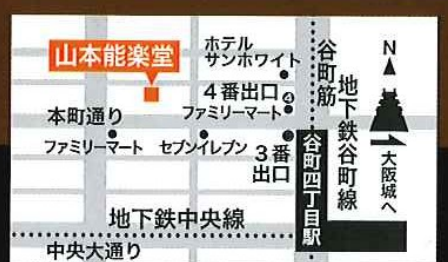 山本能楽堂
ホテル
サンホワイト
谷町筋
地下鉄谷町線
N
4番出口
④
ファミリーマート
本町通り
ファミリーマート
セブンイレブン
3番
出口
谷町四丁目駅
大阪城へ
地下鉄中央線
中央大通り